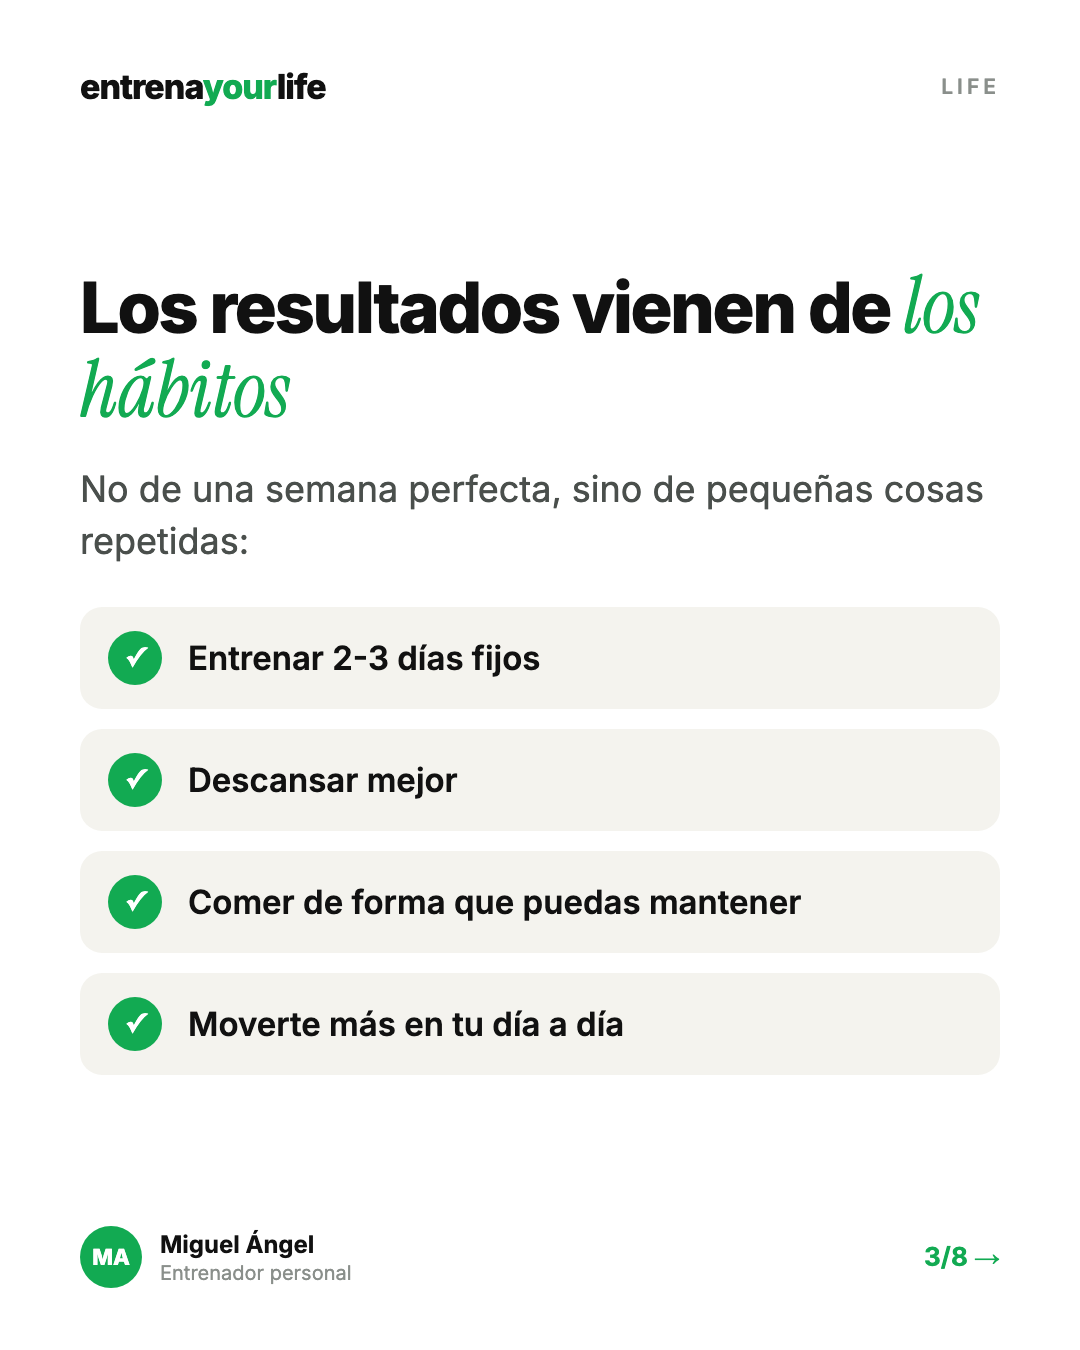 entrenayourlife
LIFE
Los resultados vienen de los
hábitos
No de una semana perfecta, sino de pequeñas cosas
repetidas:
✓ Entrenar 2-3 días fijos
✓ Descansar mejor
✓ Comer de forma que puedas mantener
✓ Moverte más en tu día a día
MA
Miguel Ángel
Entrenador personal
3/8 →